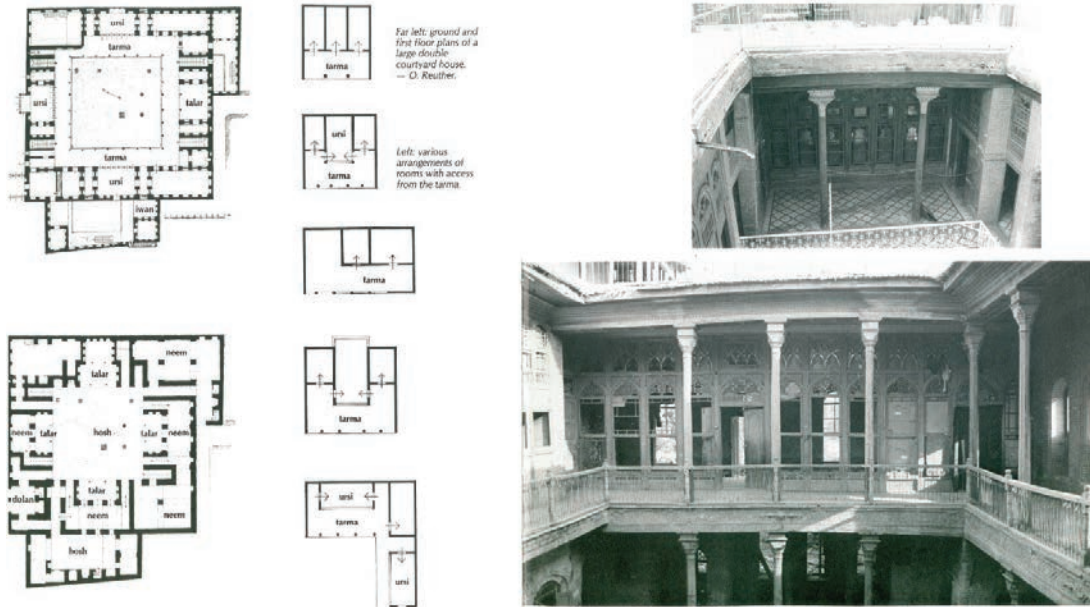 ursi
tarma
ursi
talar
tarma
ursi
iwan
neem
talar
neem
talar
hosh
talar
neem
talar
dolan
neem
neem
hosh
tarma
Far left: ground and
first floor plans of a
large double
courtyard house.
— O. Reuther.
ursi
tarma
Left: various
arrangements of
rooms with access
from the tarma.
tarma
tarma
ursi
tarma
ursi